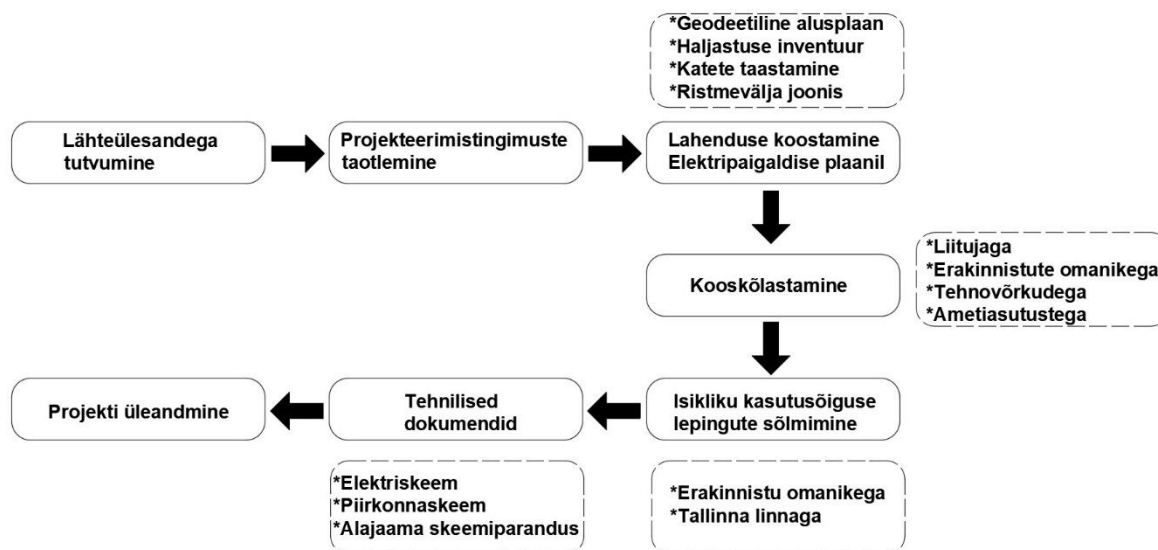 *Geodeetiline alusplaan
*Haljastuse inventuur
*Katete taastamine
*Ristmevälja joonis
Lähteülesandega
tutvumine
Projekteerimistingimuste
taotlemine
Lahenduse koostamine
Elektripaigaldise plaanil
Kooskõlastamine
*Liitujaga
*Erakinnistute omanikega
*Tehnovõrkudega
*Ametiasutustega
Isikliku kasutusõiguse
lepingute sõlmimine
*Erakinnistu omanikega
*Tallinna linnaga
Tehnilised
dokumendid
*Elektriskeem
*Piirkonnaskeem
*Alajaama skeemiparandus
Projekti üleandmine